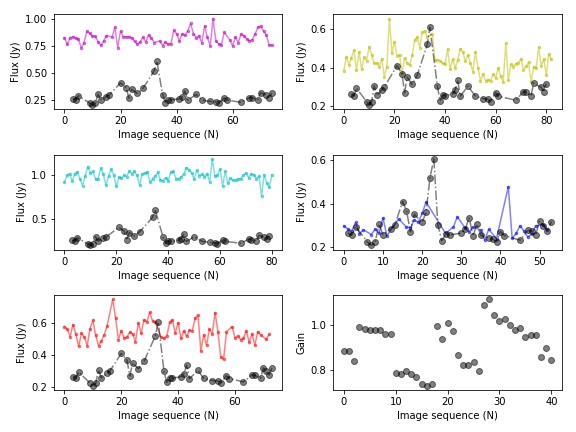 1.00
0.75
0.50
0.25
Flux (Jy)
0 20 40 60
Image sequence (N)
0.6
0.4
0.2
Flux (Jy)
0 20 40 60 80
Image sequence (N)
1.0
0.5
Flux (Jy)
0 10 20 30 40 50 60 70 80
Image sequence (N)
0.6
0.4
0.2
Flux (Jy)
0 10 20 30 40 50
Image sequence (N)
0.6
0.4
0.2
Flux (Jy)
0 20 40 60
Image sequence (N)
1.0
0.8
Gain
0 10 20 30 40
Image sequence (N)